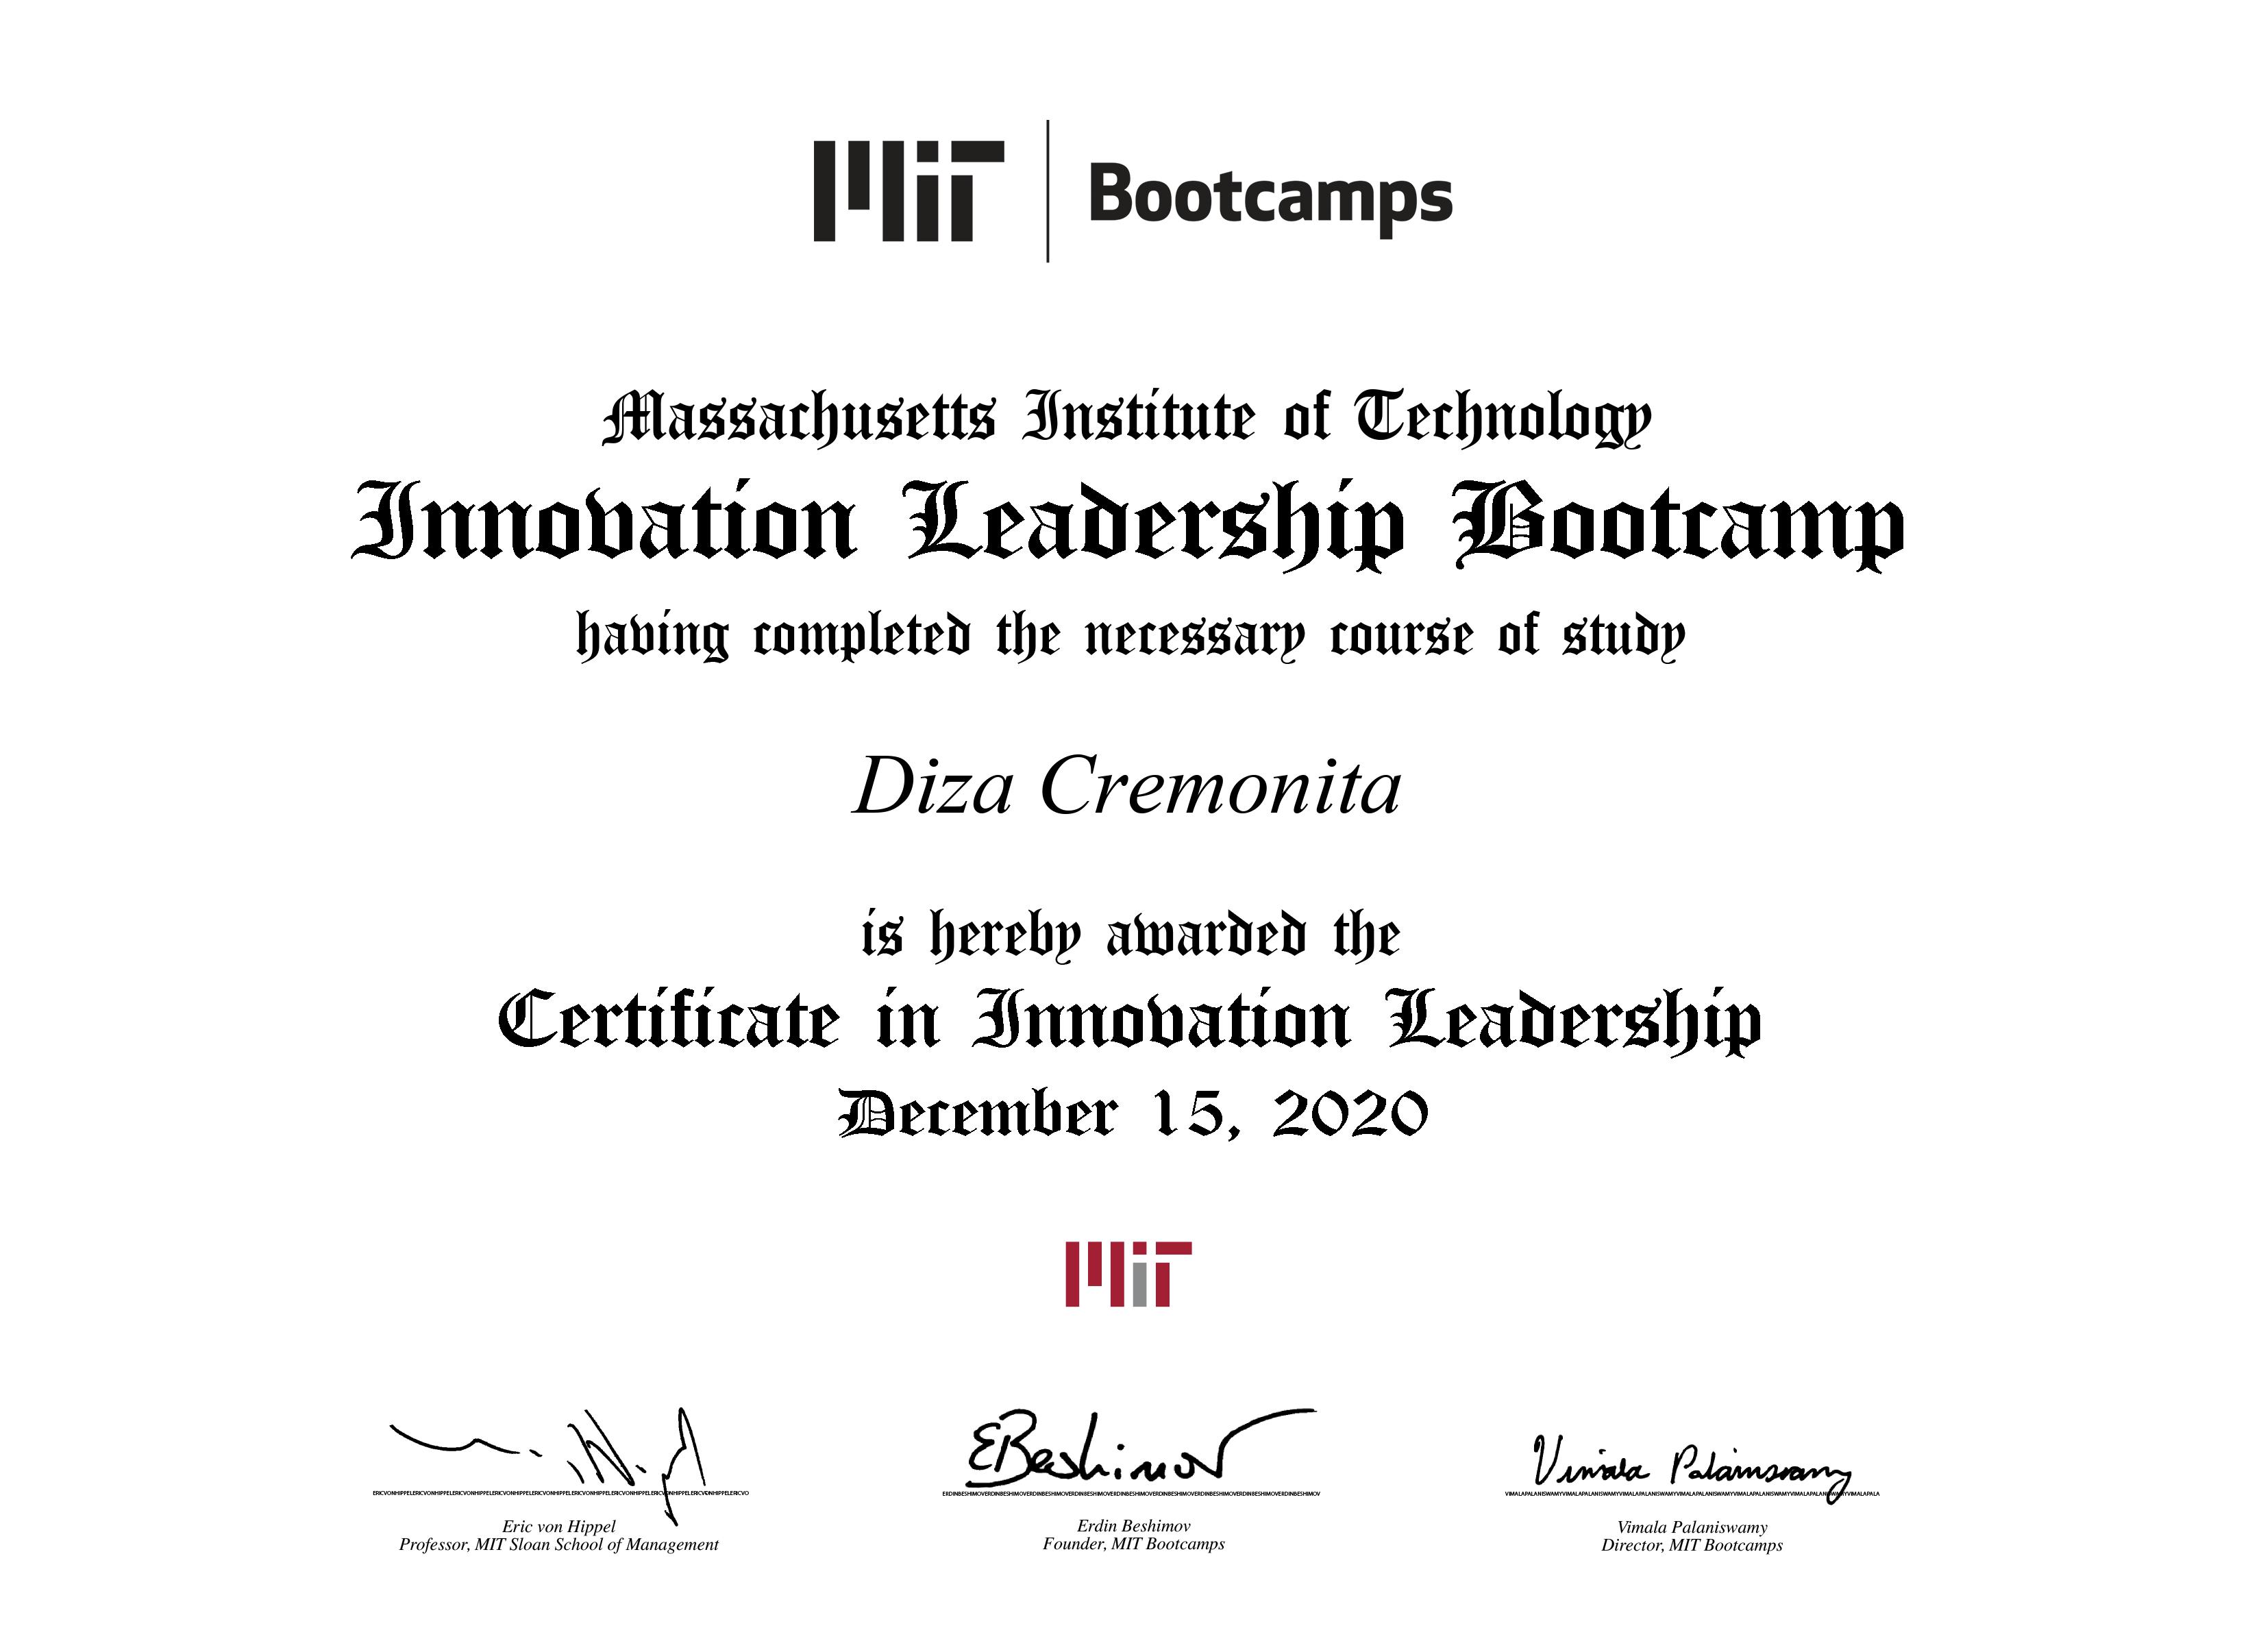 MIT | Bootcamps
Massachusetts Institute of Technology
Innovation Leadership Bootcamp
having completed the necessary course of study
Diza Cremonita
is hereby awarded the
Certificate in Innovation Leadership
December 15, 2020
MIT
EBeshimov
Vimala Palaniswamy
ERICVONHIPPELERICVONHIPPELERICVONHIPPELERICVONHIPPELERICVONHIPPELERICVONHIPPELERICVONHIPPELERICVONHIPPELERICVO
ERDINBESHIMOVERDINBESHIMOVERDINBESHIMOVERDINBESHIMOVERDINBESHIMOVERDINBESHIMOVERDINBESHIMOVERDINBESHIMOV
VIMALAPALANISWAMYVIMALAPALANISWAMYVIMALAPALANISWAMYVIMALAPALANISWAMYVIMALAPALANISWAMYVIMALAPALA
Eric von Hippel
Professor, MIT Sloan School of Management
Erdin Beshimov
Founder, MIT Bootcamps
Vimala Palaniswamy
Director, MIT Bootcamps